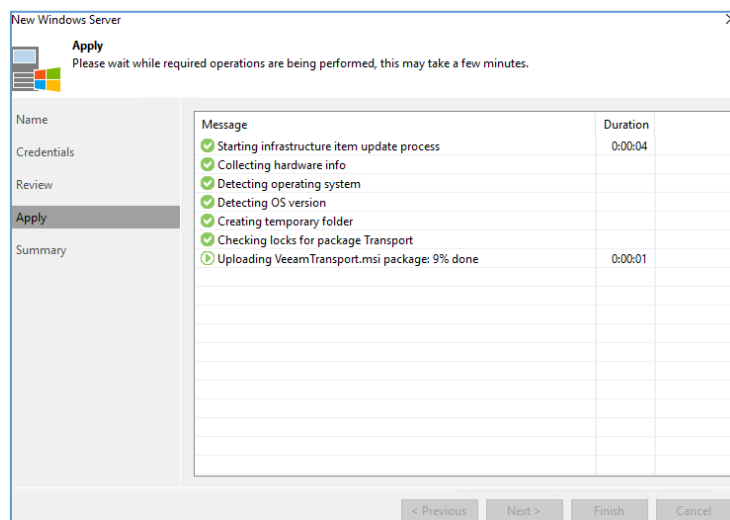 New Windows Server
Apply
Please wait while required operations are being performed, this may take a few minutes.
Name
Credentials
Review
Apply
Summary
Message Duration
Starting infrastructure item update process 0:00:04
Collecting hardware info
Detecting operating system
Detecting OS version
Creating temporary folder
Checking locks for package Transport
Uploading VeeamTransport.msi package: 9% done 0:00:01
< Previous Next > Finish Cancel